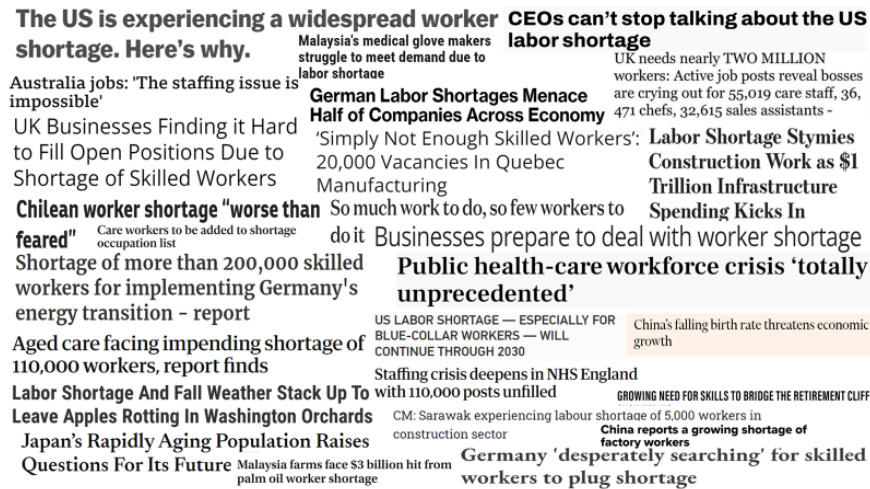 The US is experiencing a widespread worker
shortage. Here's why.
CEOs can't stop talking about the US
labor shortage
Malaysia's medical glove makers
struggle to meet demand due to
labor shortage
UK needs nearly TWO MILLION
workers: Active job posts reveal bosses
are crying out for 55,019 care staff, 36,
471 chefs, 32,615 sales assistants -
Australia jobs: 'The staffing issue is
impossible'
German Labor Shortages Menace
Half of Companies Across Economy
UK Businesses Finding it Hard
to Fill Open Positions Due to
Shortage of Skilled Workers
'Simply Not Enough Skilled Workers':
20,000 Vacancies In Quebec
Manufacturing
Labor Shortage Stymies
Construction Work as $1
Trillion Infrastructure
Spending Kicks In
Chilean worker shortage "worse than
feared"
Care workers to be added to shortage
occupation list
So much work to do, so few workers to
do it
Businesses prepare to deal with worker shortage
Shortage of more than 200,000 skilled
workers for implementing Germany's
energy transition - report
Public health-care workforce crisis 'totally
unprecedented'
US LABOR SHORTAGE — ESPECIALLY FOR
BLUE-COLLAR WORKERS — WILL
CONTINUE THROUGH 2030
China's falling birth rate threatens economic
growth
Aged care facing impending shortage of
110,000 workers, report finds
Staffing crisis deepens in NHS England
with 110,000 posts unfilled
GROWING NEED FOR SKILLS TO BRIDGE THE RETIREMENT CLIFF
Labor Shortage And Fall Weather Stack Up To
Leave Apples Rotting In Washington Orchards
CM: Sarawak experiencing labour shortage of 5,000 workers in
construction sector
China reports a growing shortage of
factory workers
Japan's Rapidly Aging Population Raises
Questions For Its Future
Malaysia farms face $3 billion hit from
palm oil worker shortage
Germany 'desperately searching' for skilled
workers to plug shortage